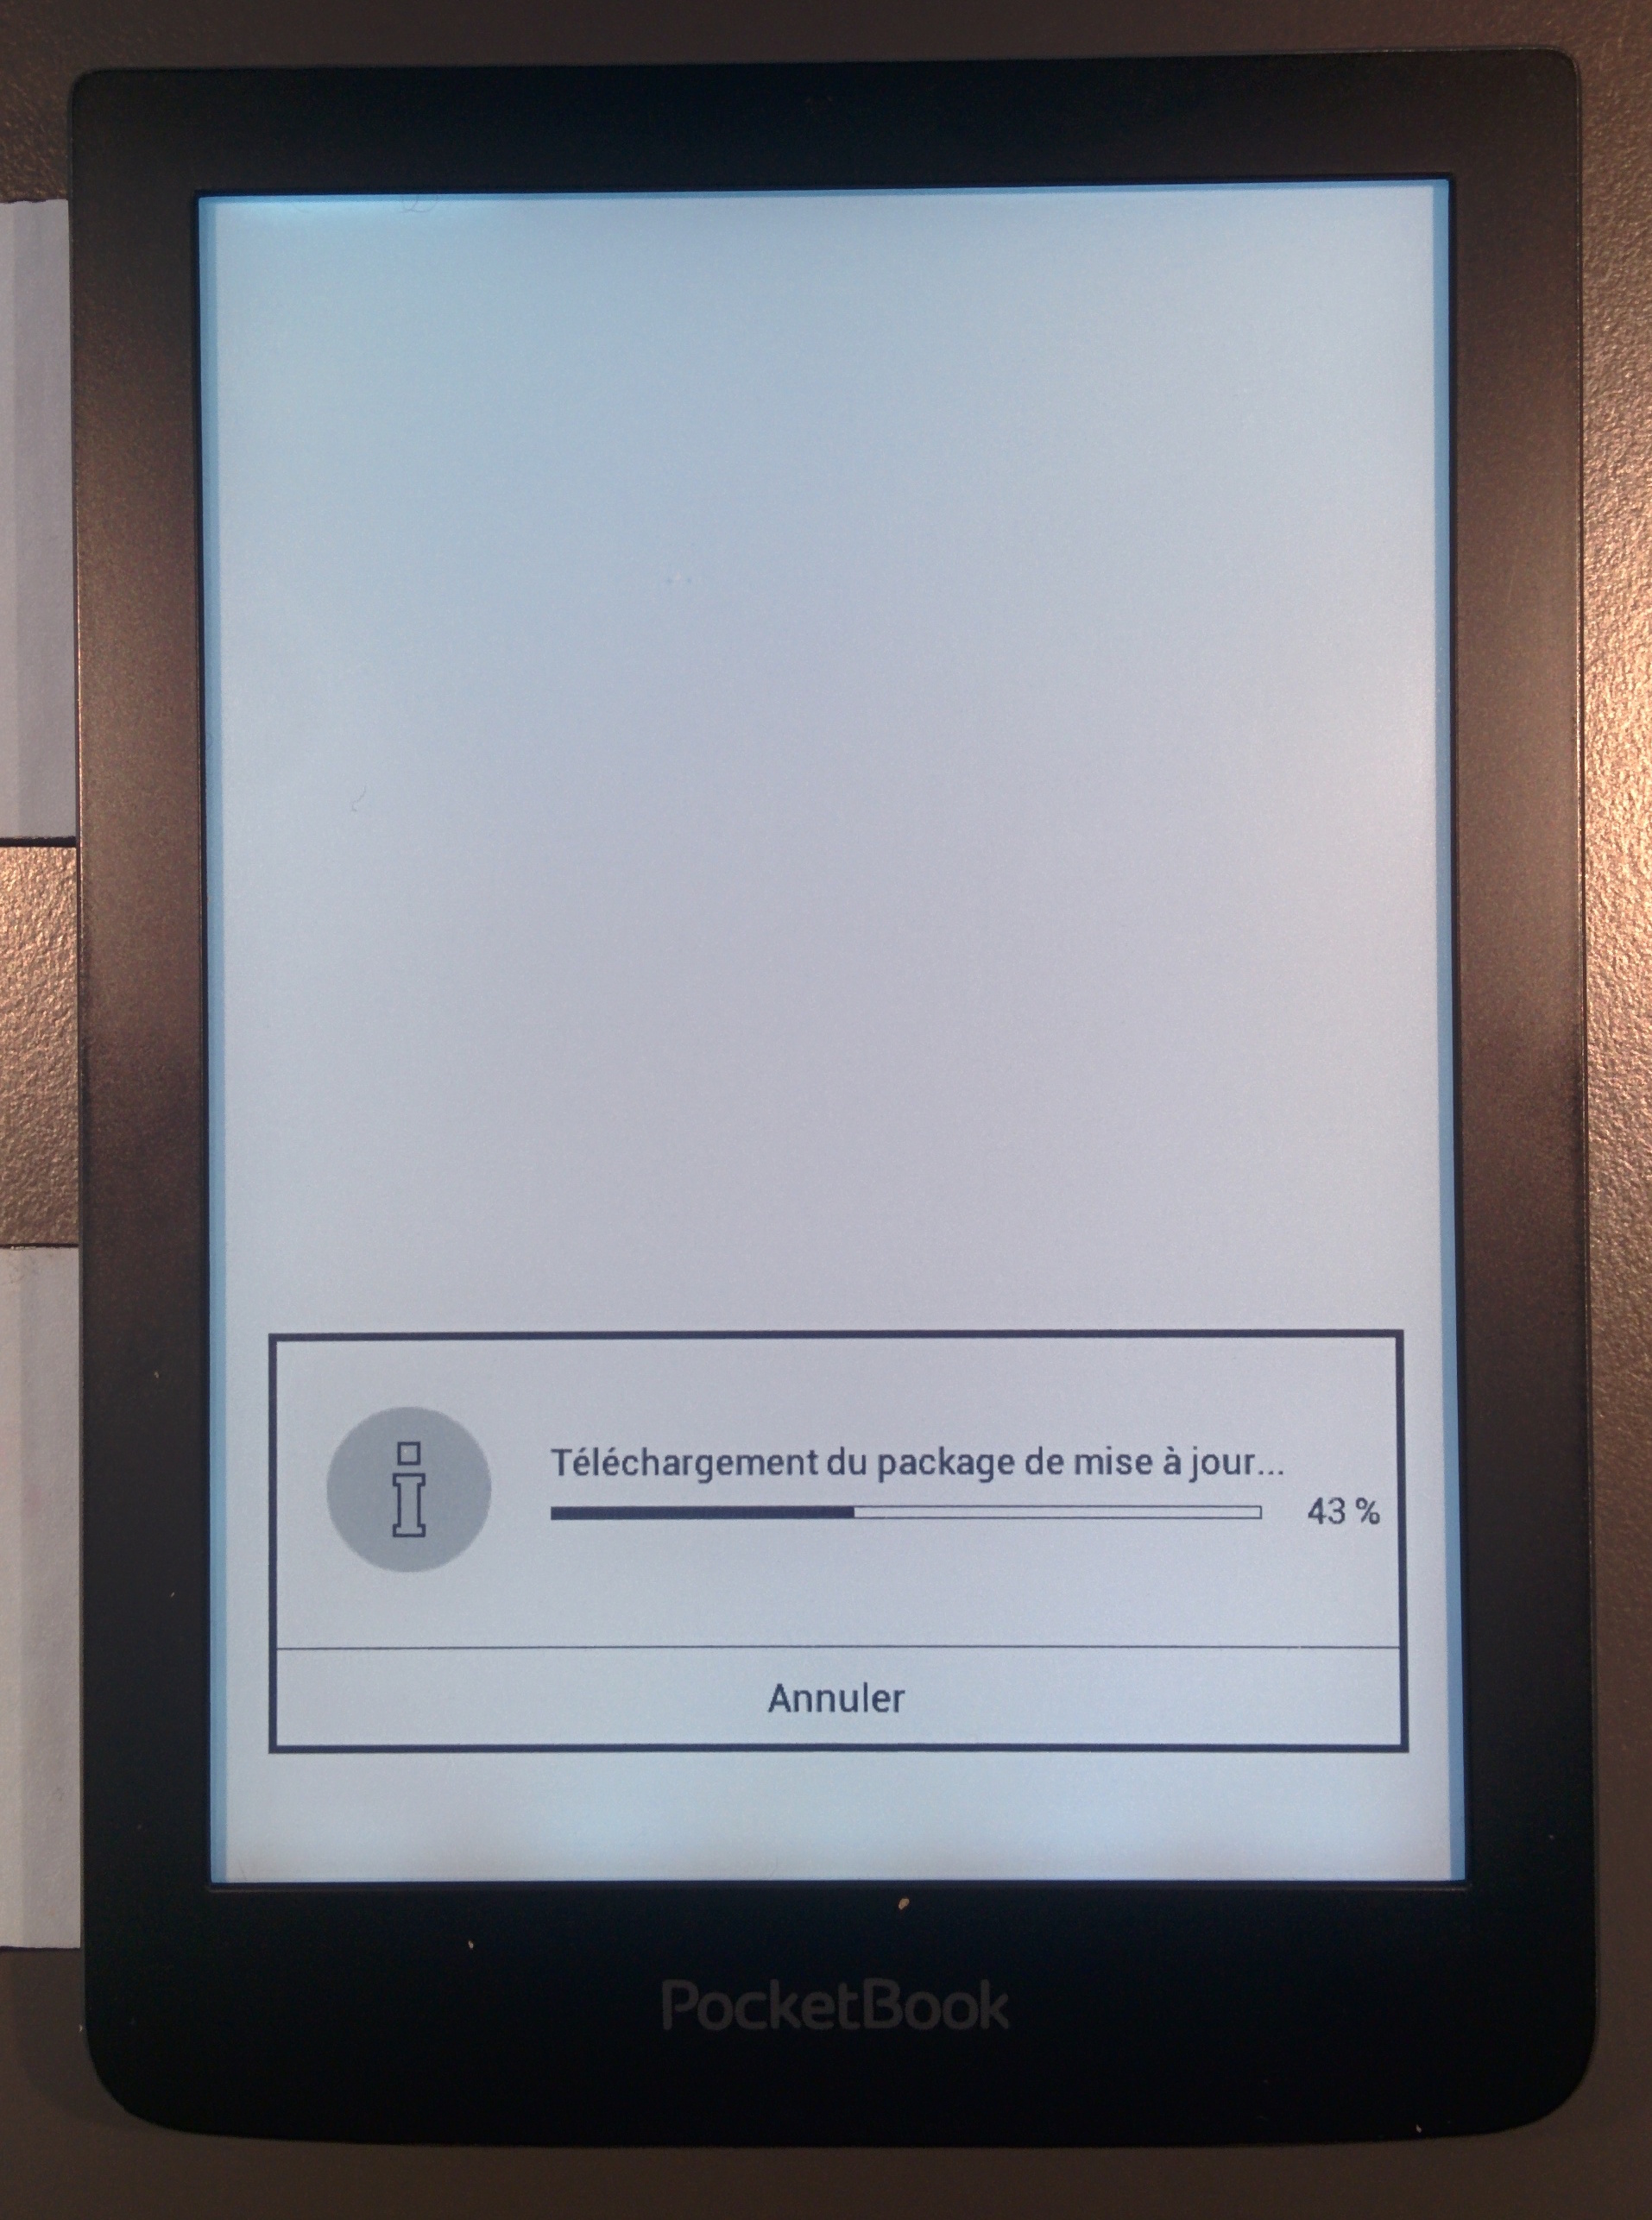 Téléchargement du package de mise à jour...
43 %
Annuler
PocketBook